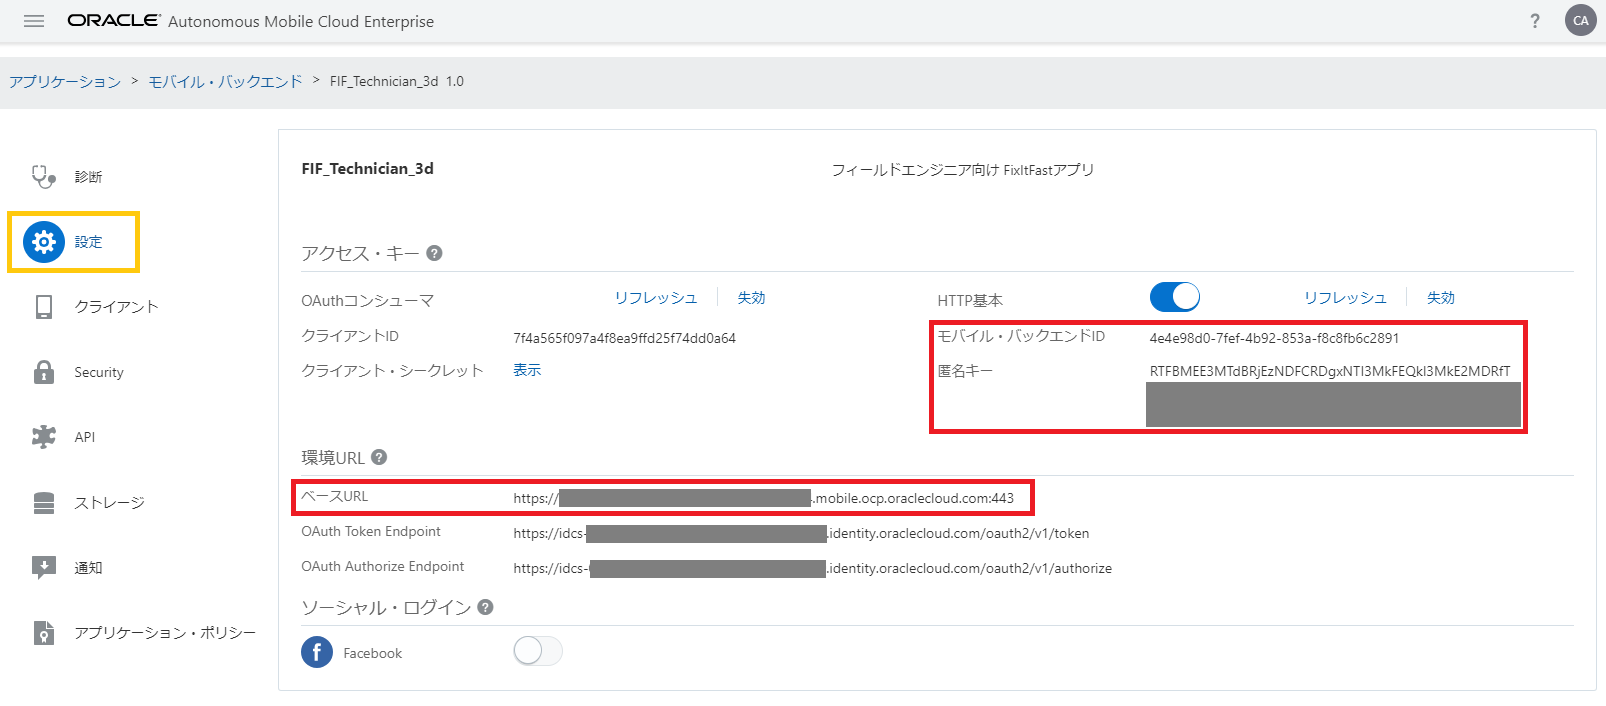 ORACLE Autonomous Mobile Cloud Enterprise ? CA
アプリケーション > モバイル・バックエンド > FIF_Technician_3d 1.0
診断
設定
クライアント
Security
API
ストレージ
通知
アプリケーション・ポリシー
FIF_Technician_3d フィールドエンジニア向け FixItFastアプリ
アクセス・キー ?
OAuthコンシューマ リフレッシュ 失効
クライアントID 7f4a565f097a4f8ea9ffd25f74dd0a64
クライアント・シークレット 表示
HTTP基本 リフレッシュ 失効
モバイル・バックエンドID 4e4e98d0-7fef-4b92-853a-f8c8fb6c2891
匿名キー RTFBMEE3MTdBRjEzNDFCRDgxNTI3MkFEQkI3MkE2MDRfT
環境URL ?
ベースURL https:// .mobile.ocp.oraclecloud.com:443
OAuth Token Endpoint https://idcs- .identity.oraclecloud.com/oauth2/v1/token
OAuth Authorize Endpoint https://idcs- .identity.oraclecloud.com/oauth2/v1/authorize
ソーシャル・ログイン ?
f Facebook